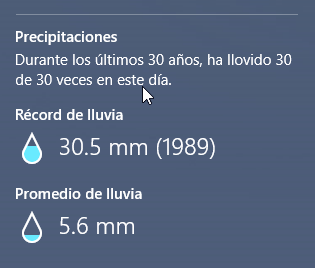 Precipitaciones
Durante los últimos 30 años, ha llovido 30
de 30 veces en este día.
Récord de lluvia
30.5 mm (1989)
Promedio de lluvia
5.6 mm